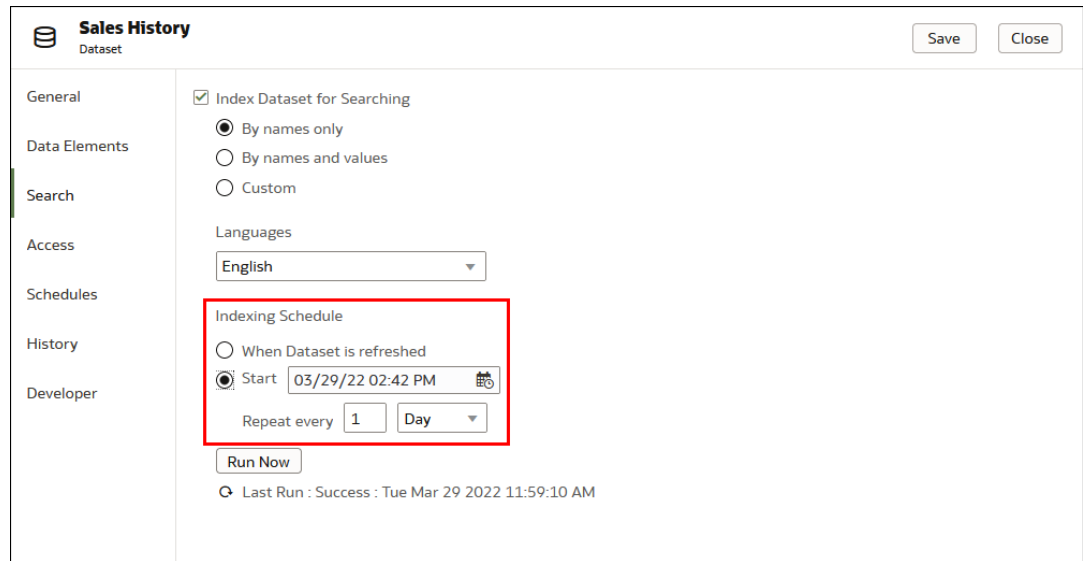 Sales History
Dataset
Save
Close
General
Data Elements
Search
Access
Schedules
History
Developer
Index Dataset for Searching
By names only
By names and values
Custom
Languages
English
Indexing Schedule
When Dataset is refreshed
Start 03/29/22 02:42 PM
Repeat every 1 Day
Run Now
Last Run : Success : Tue Mar 29 2022 11:59:10 AM